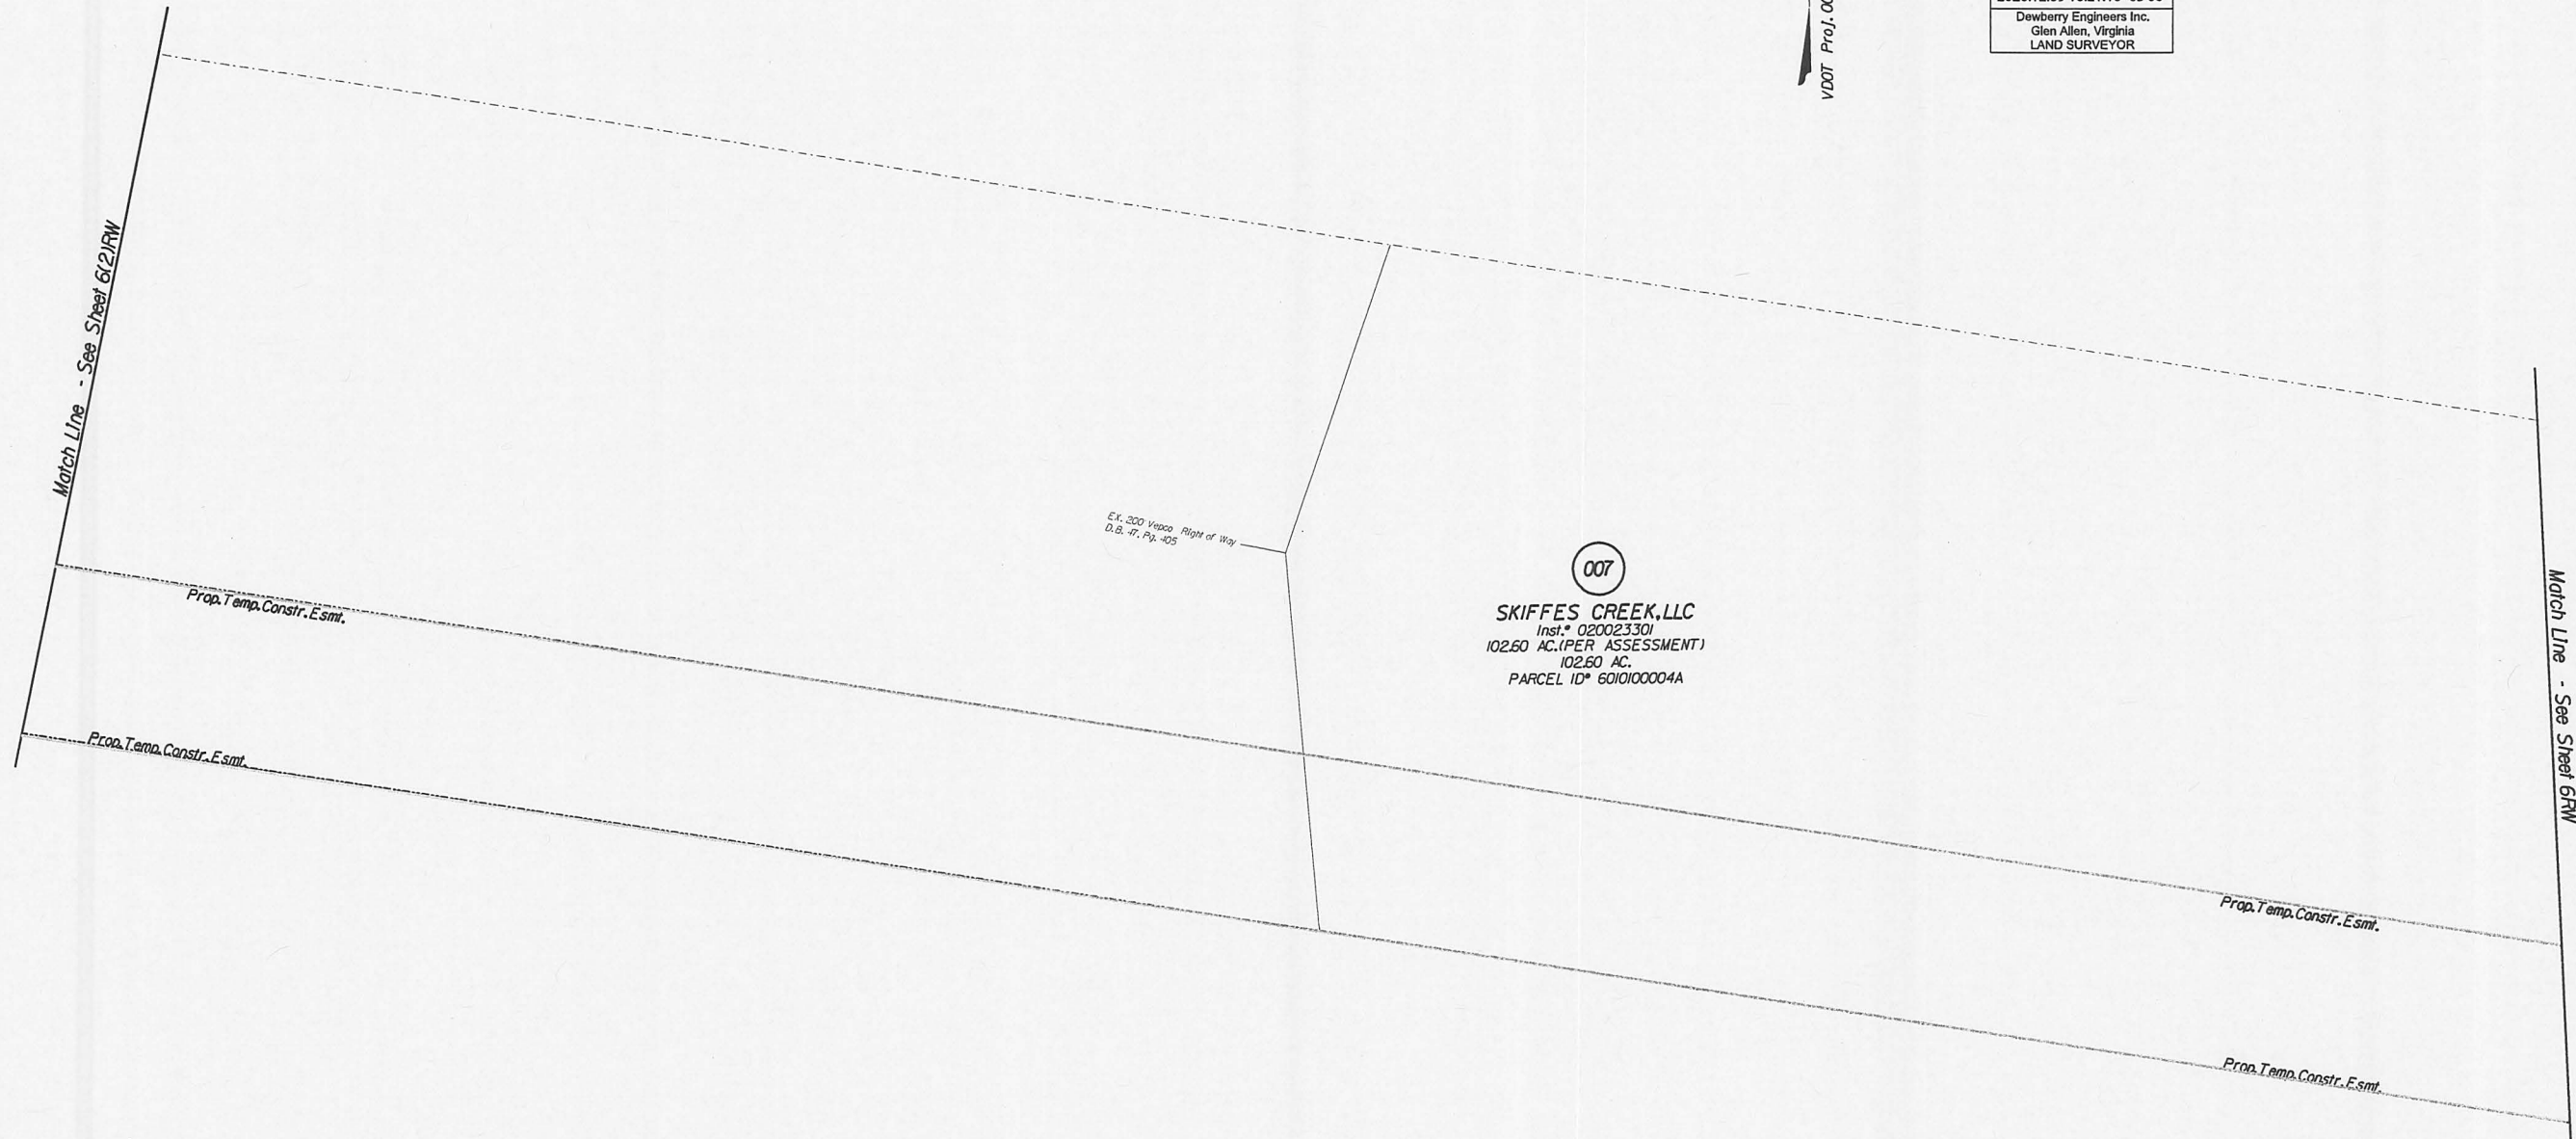 VDOT Proj. 00
Dewberry Engineers Inc.
Glen Allen, Virginia
LAND SURVEYOR
Match Line - See Sheet 6(2)RW
Ex. 200' Vepco Right of Way
D.B. 47, Pg. 405
007
SKIFFES CREEK, LLC
Inst.# 020023301
102.60 AC. (PER ASSESSMENT)
102.60 AC.
PARCEL ID# 6010100004A
Match Line - See Sheet 6RW
Prop. Temp. Constr. Esmt.
Prop. Temp. Constr. Esmt.
Prop. Temp. Constr. Esmt.
Prop. Temp. Constr. Esmt.